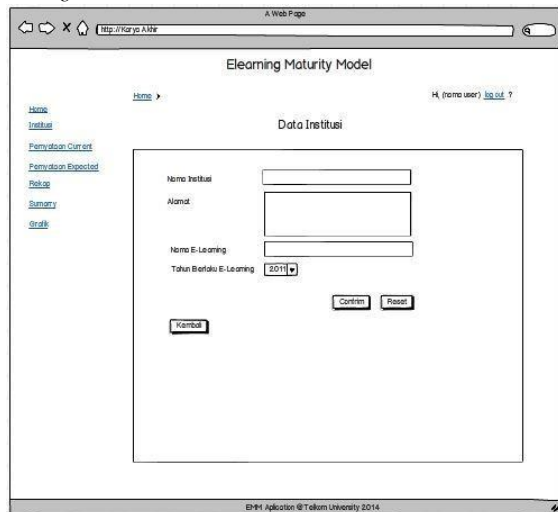 A Web Page
http://Karya Akhir
Elearning Maturity Model
Home >
Hi, (nama user) log out ?
Home
Institusi
Pernyataan Current
Pernyataan Expected
Rekap
Sumarry
Grafik
Data Institusi
Nama Institusi
Alamat
Nama E-Learning
Tahun Berlaku E-Learning 2011
Confrim Reset
Kembali
EMM Aplication @Telkom University 2014